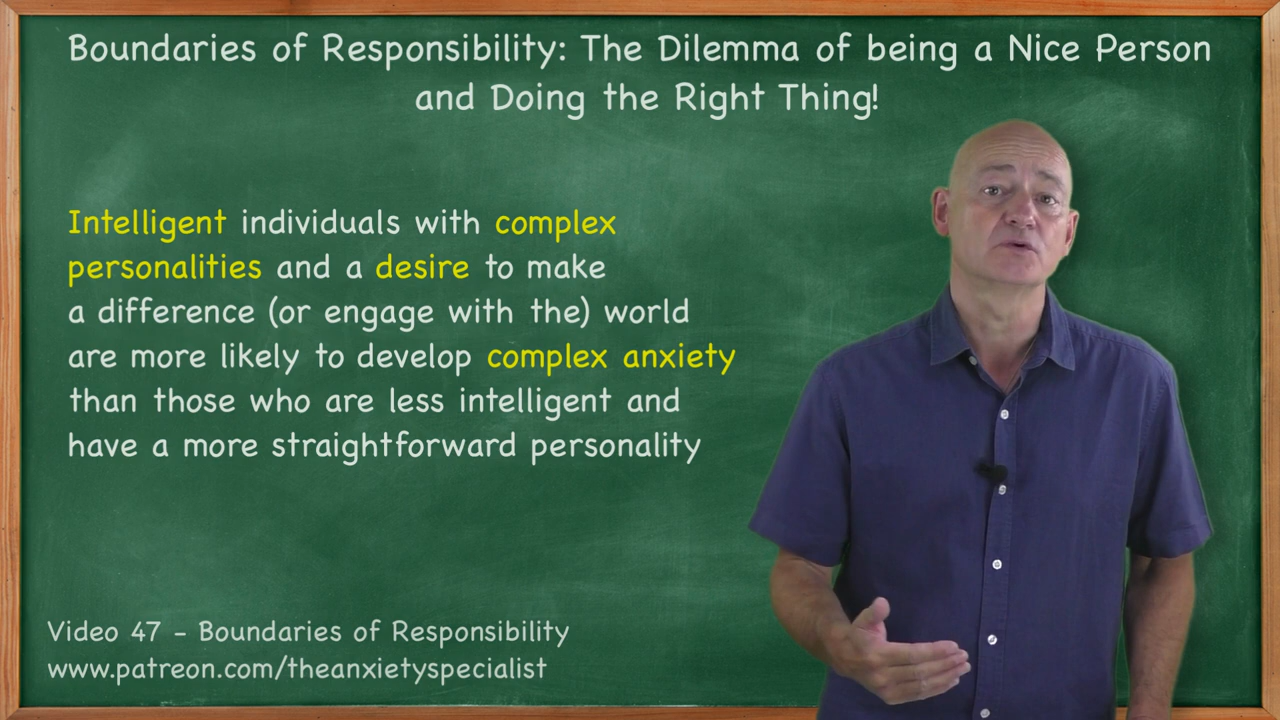 Boundaries of Responsibility: The Dilemma of being a Nice Person
and Doing the Right Thing!
Intelligent individuals with complex
personalities and a desire to make
a difference (or engage with the) world
are more likely to develop complex anxiety
than those who are less intelligent and
have a more straightforward personality
Video 47 - Boundaries of Responsibility
www.patreon.com/theanxietyspecialist